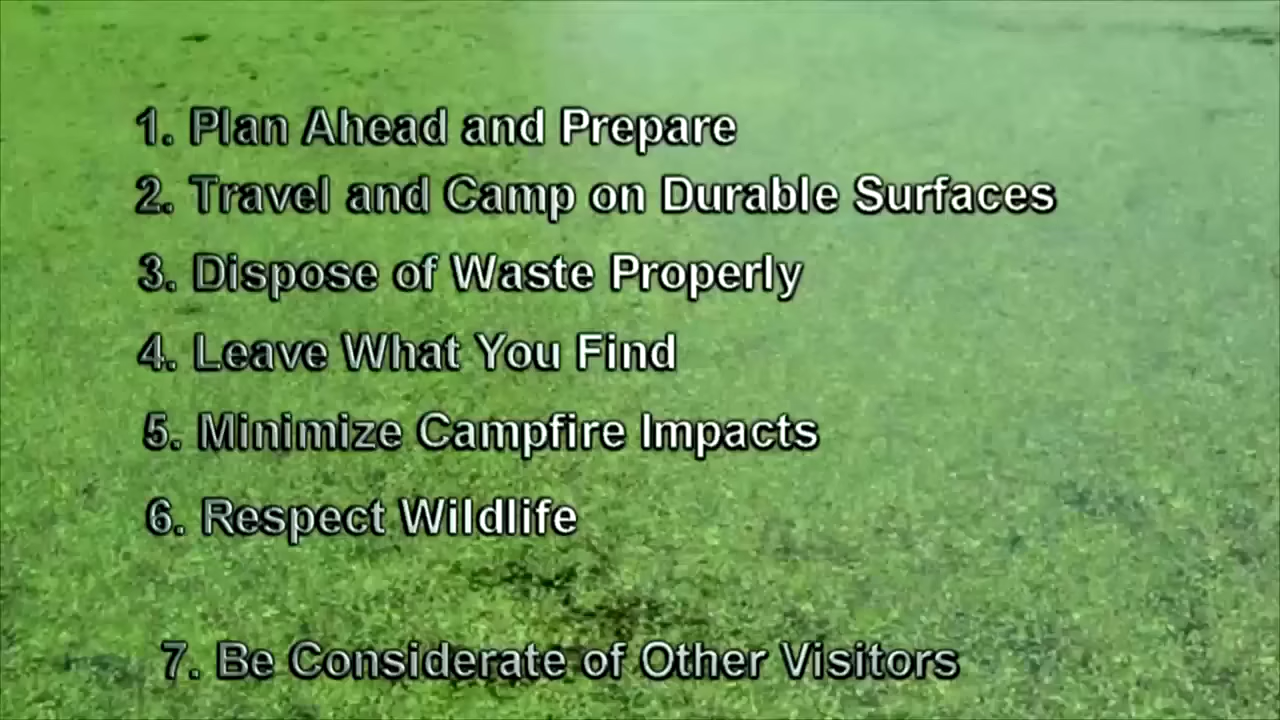 1. Plan Ahead and Prepare
2. Travel and Camp on Durable Surfaces
3. Dispose of Waste Properly
4. Leave What You Find
5. Minimize Campfire Impacts
6. Respect Wildlife
7. Be Considerate of Other Visitors